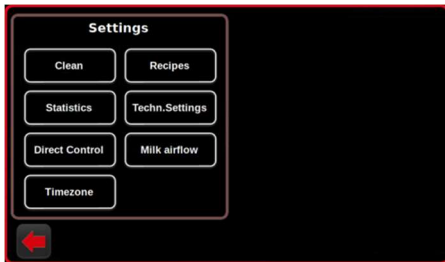 Settings
Clean
Recipes
Statistics
Techn.Settings
Direct Control
Milk airflow
Timezone